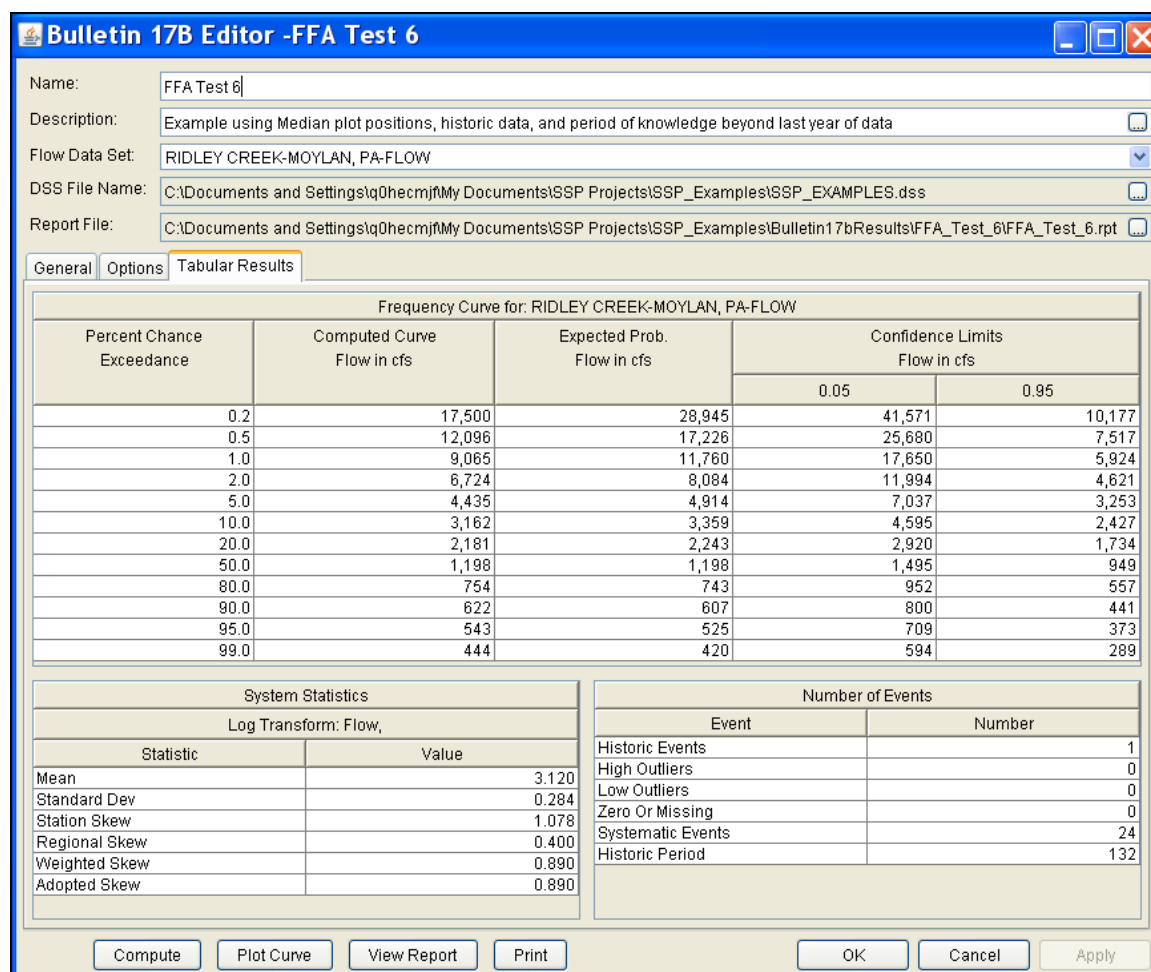 Bulletin 17B Editor -FFA Test 6
Name: FFA Test 6
Description: Example using Median plot positions, historic data, and period of knowledge beyond last year of data ...
Flow Data Set: RIDLEY CREEK-MOYLAN, PA-FLOW
DSS File Name: C:\Documents and Settings\q0hecmjf\My Documents\SSP Projects\SSP_Examples\SSP_EXAMPLES.dss ...
Report File: C:\Documents and Settings\q0hecmjf\My Documents\SSP Projects\SSP_Examples\Bulletin17bResults\FFA_Test_6\FFA_Test_6.rpt ...
General Options Tabular Results
Frequency Curve for: RIDLEY CREEK-MOYLAN, PA-FLOW
Percent Chance Computed Curve Expected Prob. Confidence Limits
Exceedance Flow in cfs Flow in cfs Flow in cfs
0.05 0.95
0.2 17,500 28,945 41,571 10,177
0.5 12,096 17,226 25,680 7,517
1.0 9,065 11,760 17,650 5,924
2.0 6,724 8,084 11,994 4,621
5.0 4,435 4,914 7,037 3,253
10.0 3,162 3,359 4,595 2,427
20.0 2,181 2,243 2,920 1,734
50.0 1,198 1,198 1,495 949
80.0 754 743 952 557
90.0 622 607 800 441
95.0 543 525 709 373
99.0 444 420 594 289
System Statistics
Log Transform: Flow,
Statistic Value
Mean 3.120
Standard Dev 0.284
Station Skew 1.078
Regional Skew 0.400
Weighted Skew 0.890
Adopted Skew 0.890
Number of Events
Event Number
Historic Events 1
High Outliers 0
Low Outliers 0
Zero Or Missing 0
Systematic Events 24
Historic Period 132
Compute Plot Curve View Report Print OK Cancel Apply